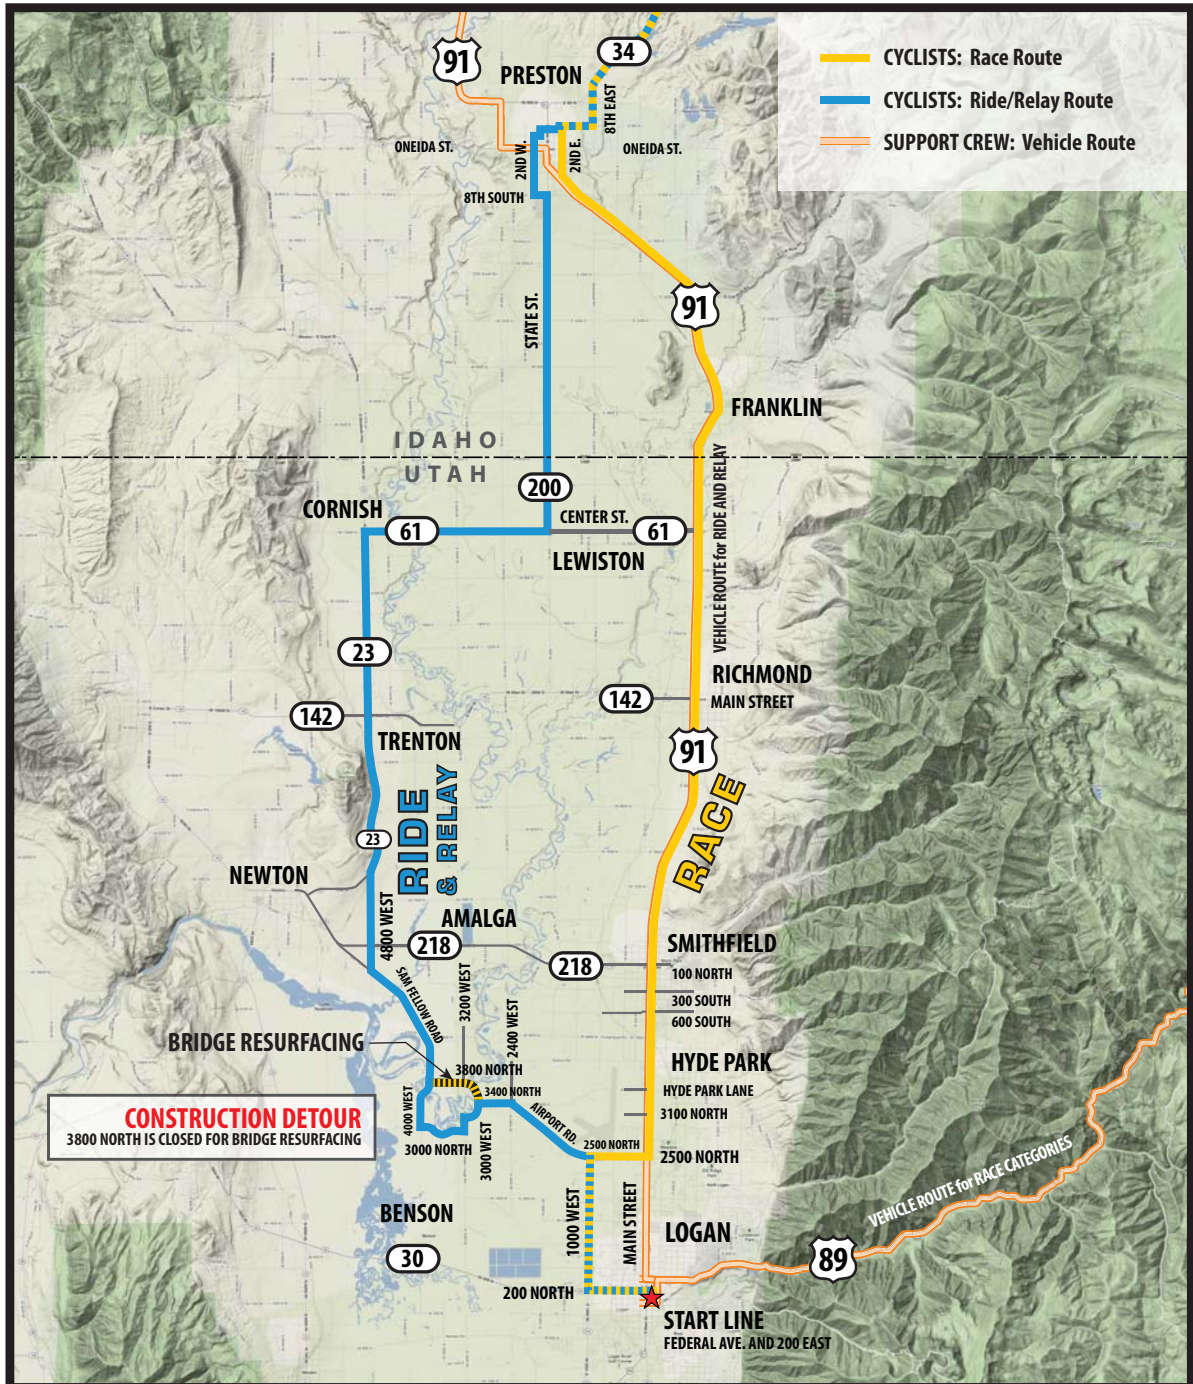 91
34
PRESTON
8TH EAST
CYCLISTS: Race Route
CYCLISTS: Ride/Relay Route
SUPPORT CREW: Vehicle Route
ONEIDA ST.
2ND W.
2ND E.
ONEIDA ST.
8TH SOUTH
STATE ST.
91
FRANKLIN
IDAHO
UTAH
200
CORNISH
61
CENTER ST.
61
LEWISTON
VEHICLE ROUTE for RIDE AND RELAY
23
RICHMOND
142
MAIN STREET
142
TRENTON
91
RIDE
& RELAY
RACE
23
NEWTON
4800 WEST
AMALGA
218
SMITHFIELD
218
100 NORTH
300 SOUTH
600 SOUTH
SAM FELLOW ROAD
3200 WEST
2400 WEST
BRIDGE RESURFACING
3800 NORTH
HYDE PARK
HYDE PARK LANE
3400 NORTH
3100 NORTH
CONSTRUCTION DETOUR
3800 NORTH IS CLOSED FOR BRIDGE RESURFACING
4000 WEST
AIRPORT RD.
3000 NORTH
3000 WEST
2500 NORTH
2500 NORTH
BENSON
1000 WEST
MAIN STREET
LOGAN
VEHICLE ROUTE for RACE CATEGORIES
30
89
200 NORTH
START LINE
FEDERAL AVE. AND 200 EAST